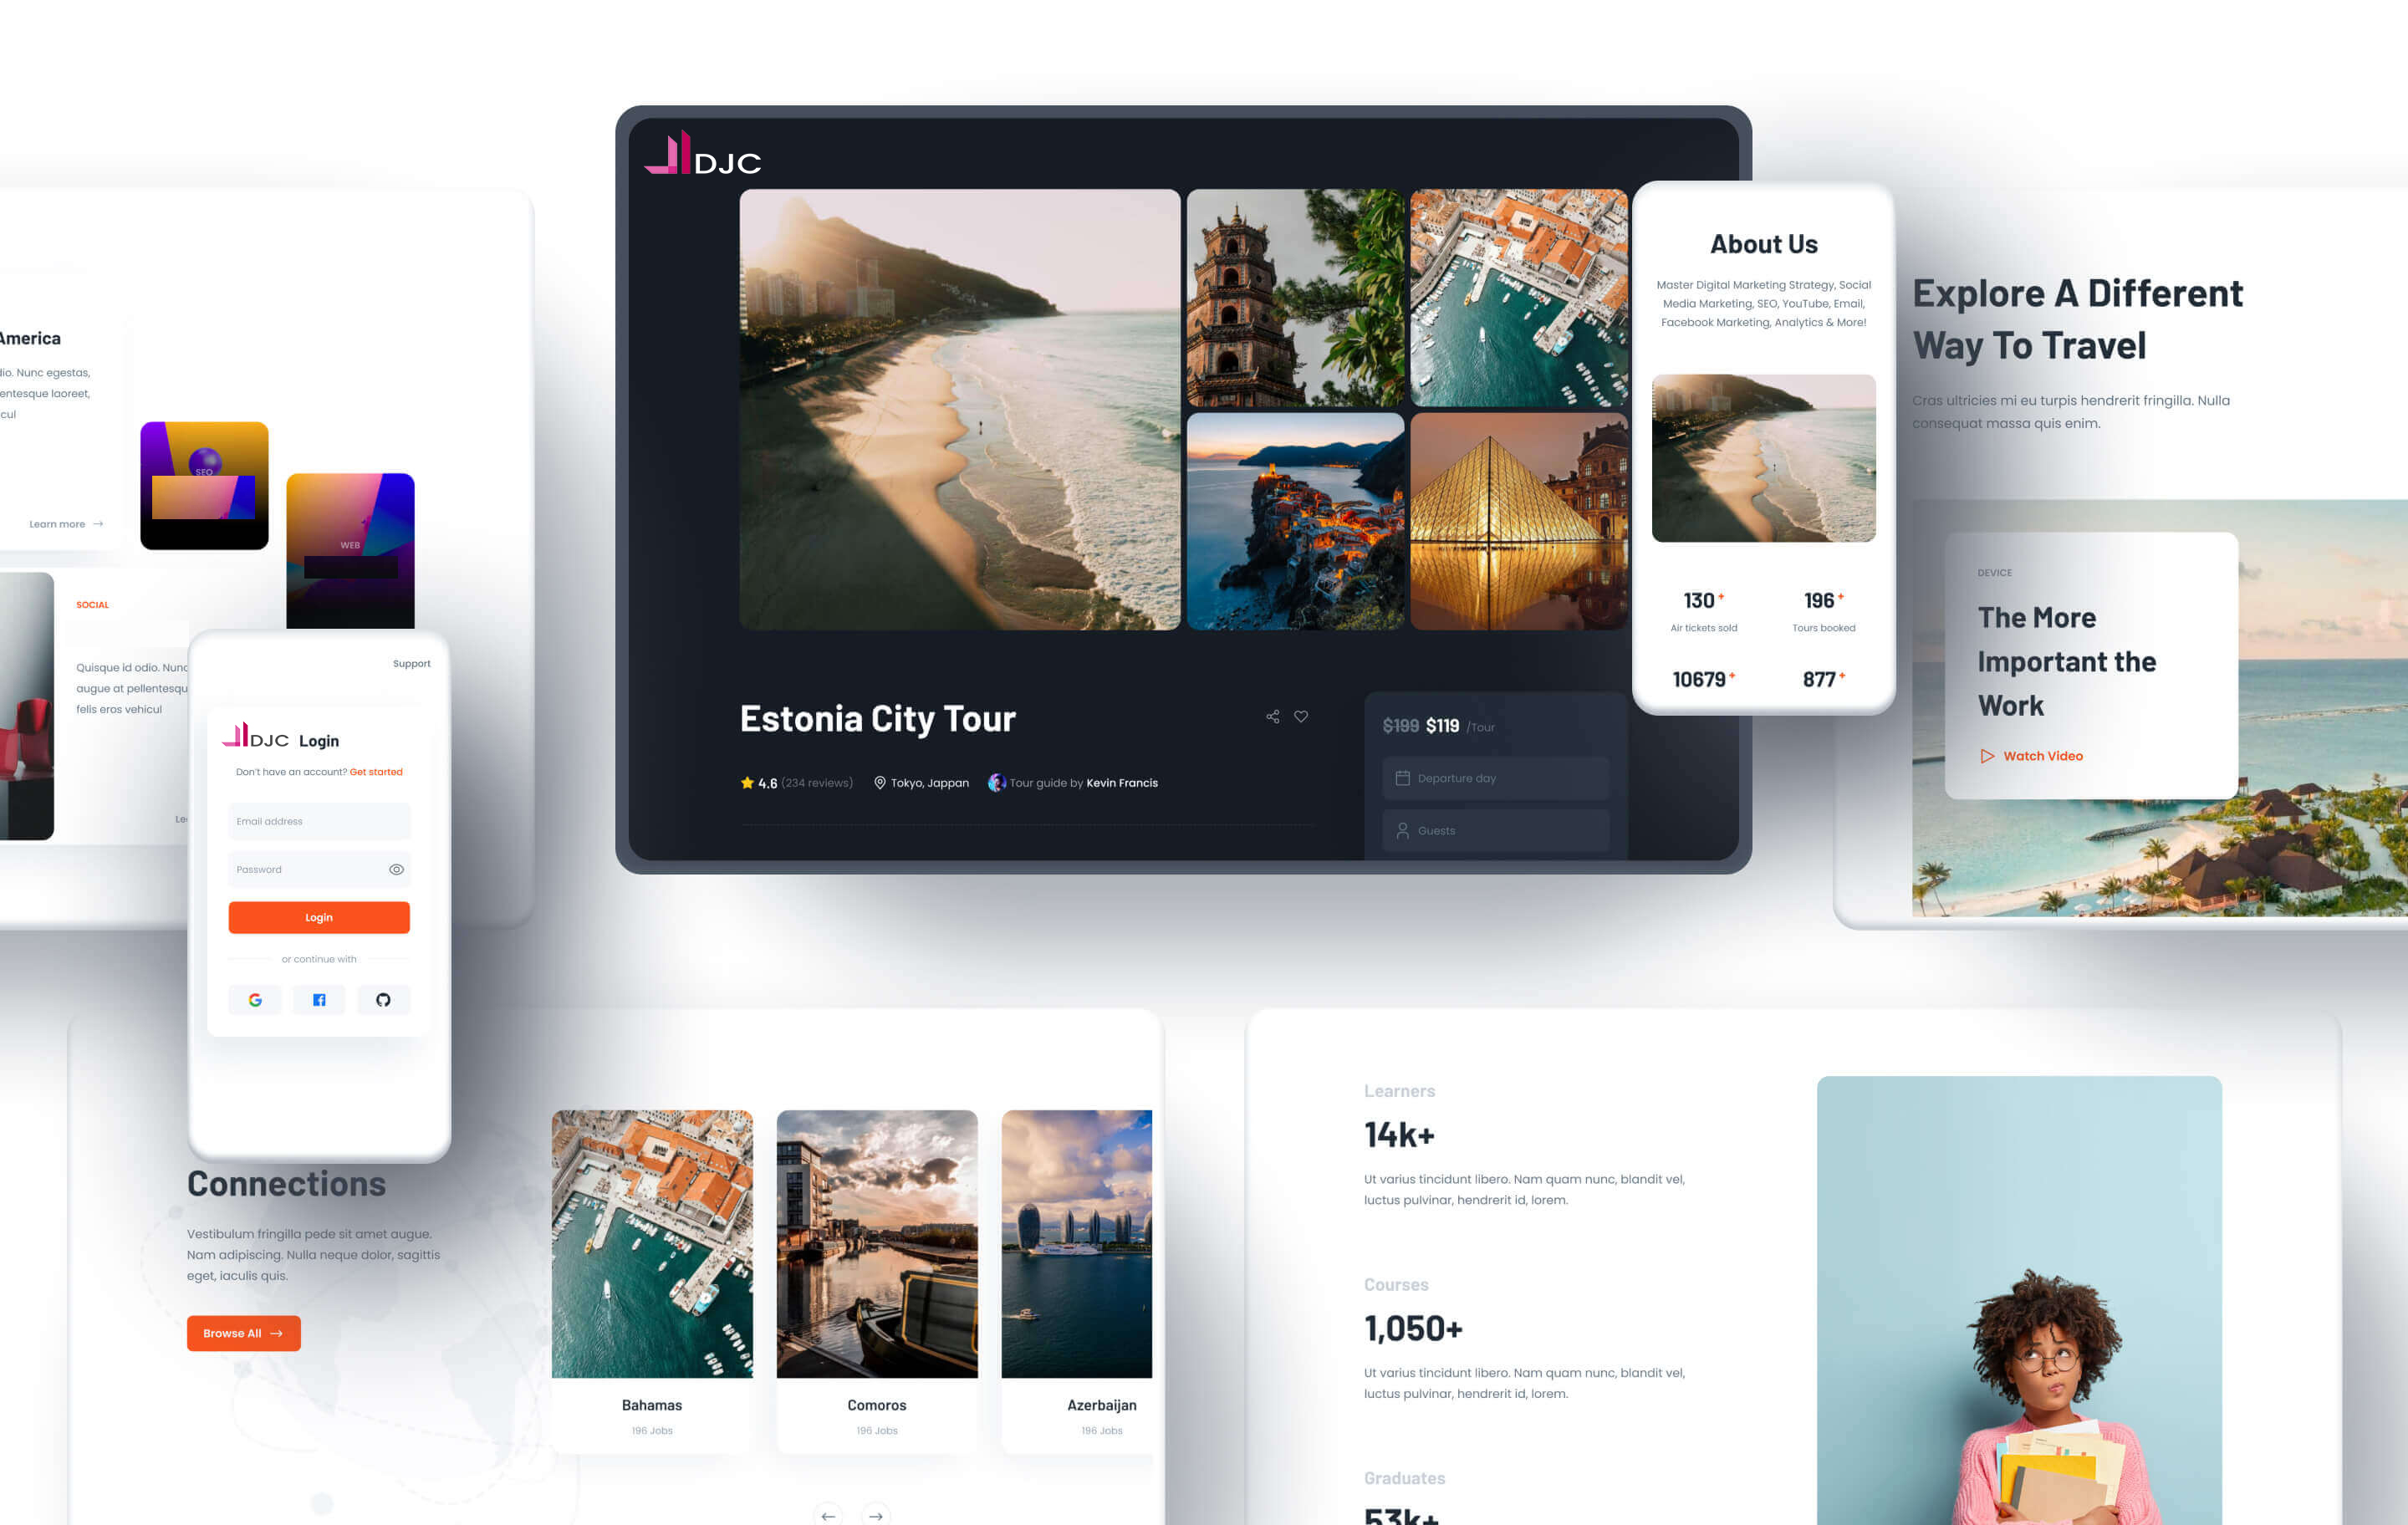 DJC
About Us
Master Digital Marketing Strategy, Social
Media Marketing, SEO, YouTube, Email,
Facebook Marketing, Analytics & More!
130+
Air tickets sold
196+
Tours booked
10679+
877+
Explore A Different
Way To Travel
Cras ultricies mi eu turpis hendrerit fringilla. Nulla
consequat massa quis enim.
DEVICE
The More
Important the
Work
Watch Video
America
dio. Nunc egestas,
entesque laoreet,
cul
Learn more
SEO
WEB
SOCIAL
Quisque id odio. Nunc
augue at pellentesqu
felis eros vehicul
Le
Support
DJC Login
Don't have an account? Get started
Email address
Password
Login
or continue with
Estonia City Tour
4.6 (234 reviews) Tokyo, Jappan Tour guide by Kevin Francis
$199 $119 /Tour
Departure day
Guests
Connections
Vestibulum fringilla pede sit amet augue.
Nam adipiscing. Nulla neque dolor, sagittis
eget, iaculis quis.
Browse All
Bahamas
196 Jobs
Comoros
196 Jobs
Azerbaijan
196 Jobs
Learners
14k+
Ut varius tincidunt libero. Nam quam nunc, blandit vel,
luctus pulvinar, hendrerit id, lorem.
Courses
1,050+
Ut varius tincidunt libero. Nam quam nunc, blandit vel,
luctus pulvinar, hendrerit id, lorem.
Graduates
53k+